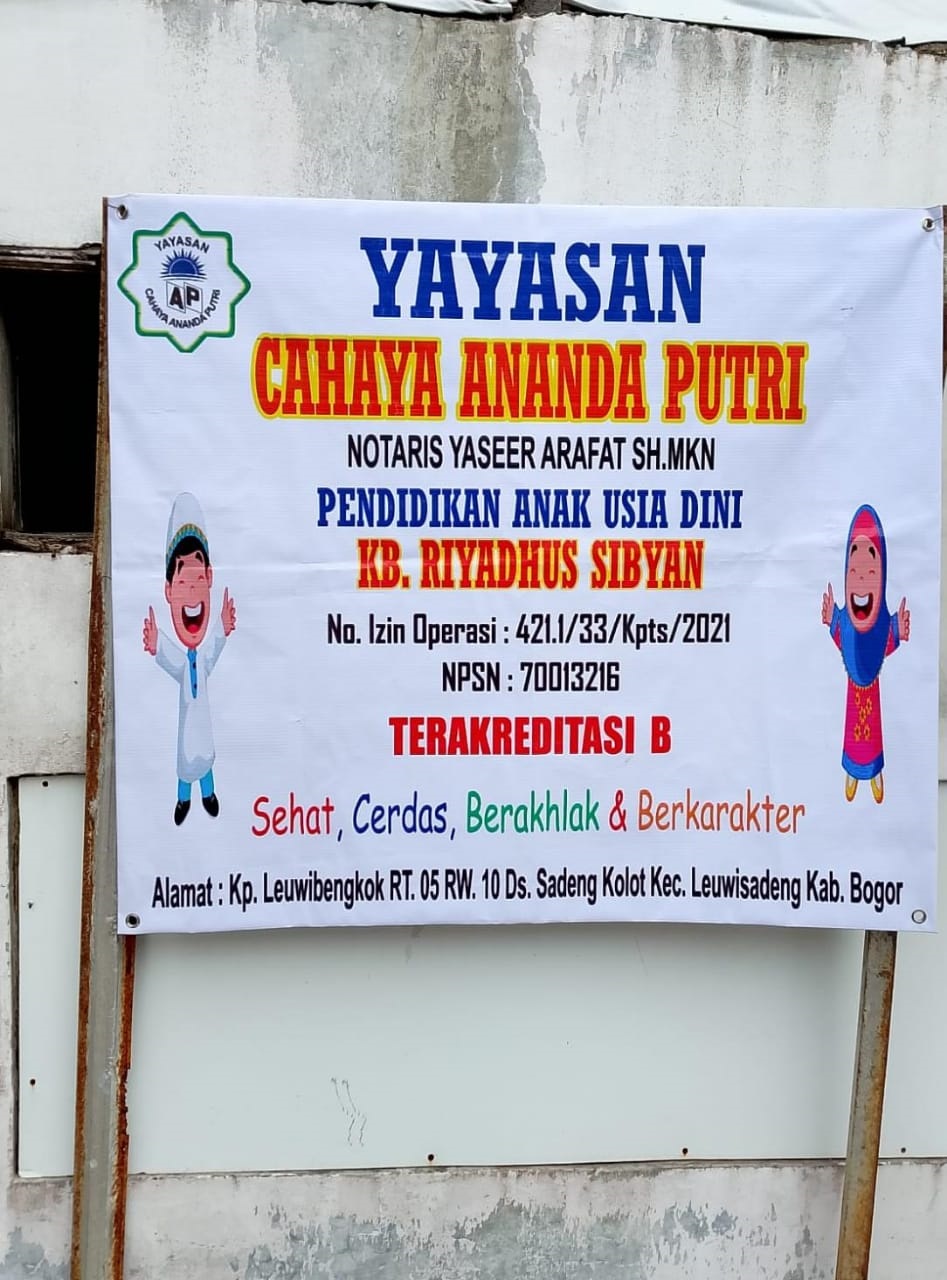 YAYASAN
CAHAYA ANANDA PUTRI
AP
YAYASAN
CAHAYA ANANDA PUTRI
NOTARIS YASEER ARAFAT SH.MKN
PENDIDIKAN ANAK USIA DINI
KB. RIYADHUS SIBYAN
No. Izin Operasi : 421.1/33/Kpts/2021
NPSN : 70013216
TERAKREDITASI B
Sehat, Cerdas, Berakhlak & Berkarakter
Alamat : Kp. Leuwibengkok RT. 05 RW. 10 Ds. Sadeng Kolot Kec. Leuwisadeng Kab. Bogor